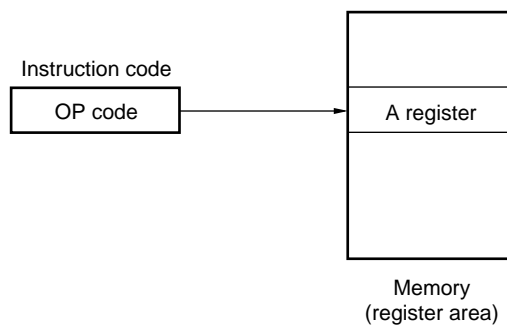 Instruction code
OP code
A register
Memory
(register area)